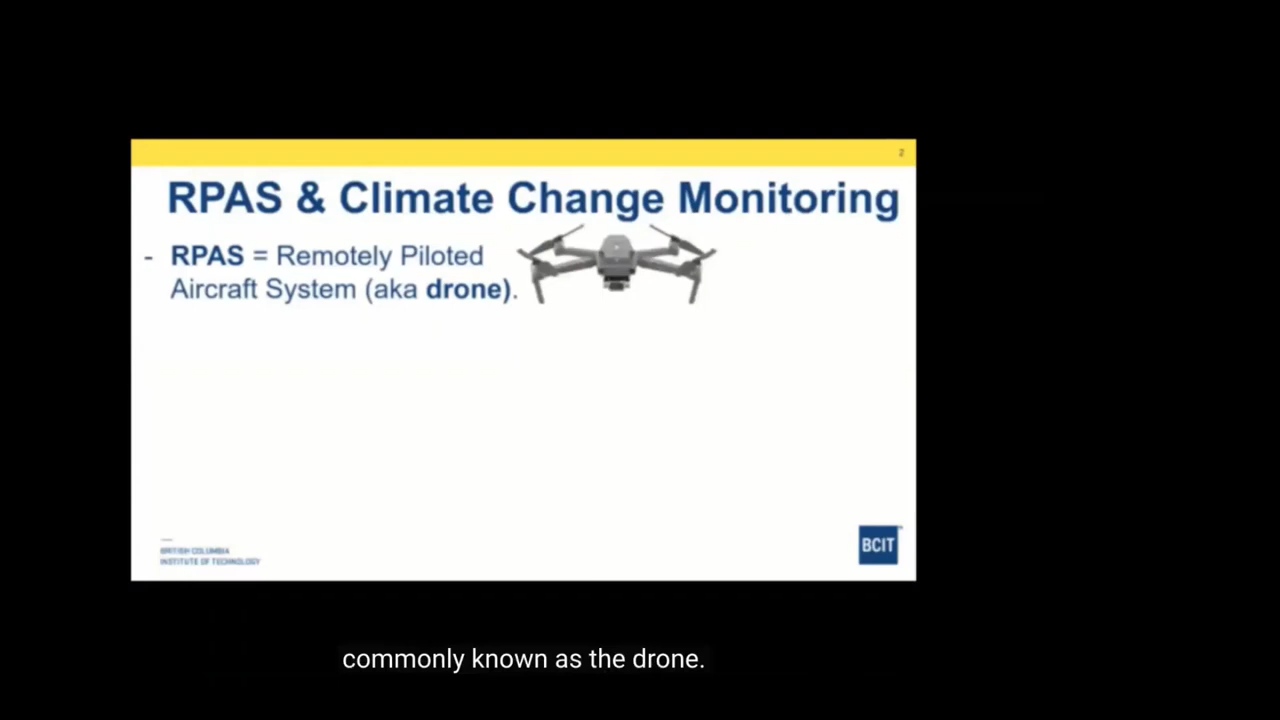 2
RPAS & Climate Change Monitoring
- RPAS = Remotely Piloted
Aircraft System (aka drone).
BRITISH COLUMBIA
INSTITUTE OF TECHNOLOGY
BCIT
commonly known as the drone.